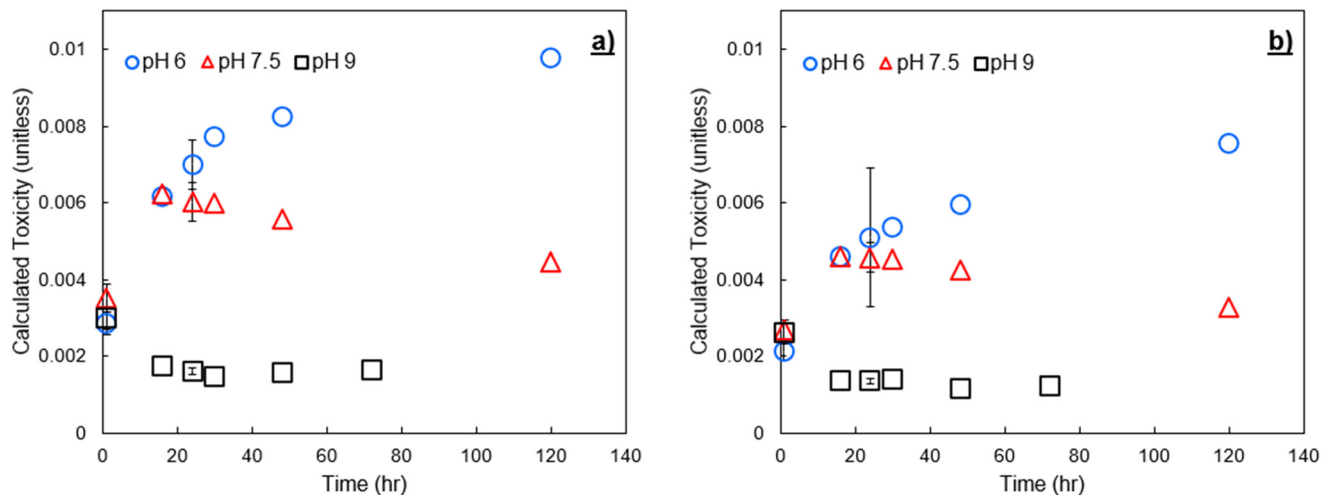 a)
0.01
pH 6 pH 7.5 pH 9
0.008
0.006
0.004
0.002
0
0 20 40 60 80 100 120 140
Calculated Toxicity (unitless)
Time (hr)
b)
0.01
pH 6 pH 7.5 pH 9
0.008
0.006
0.004
0.002
0
0 20 40 60 80 100 120 140
Calculated Toxicity (unitless)
Time (hr)